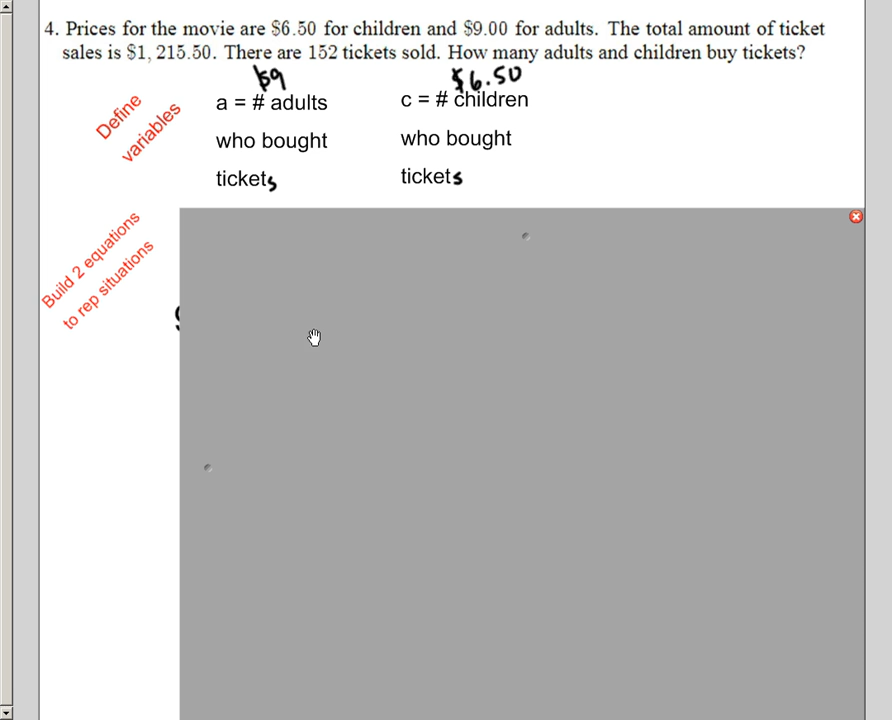 4. Prices for the movie are $6.50 for children and $9.00 for adults. The total amount of ticket
sales is $1, 215.50. There are 152 tickets sold. How many adults and children buy tickets?
$9
$6.50
Define
variables
a = # adults
who bought
tickets
c = # children
who bought
tickets
Build 2 equations
to rep situations